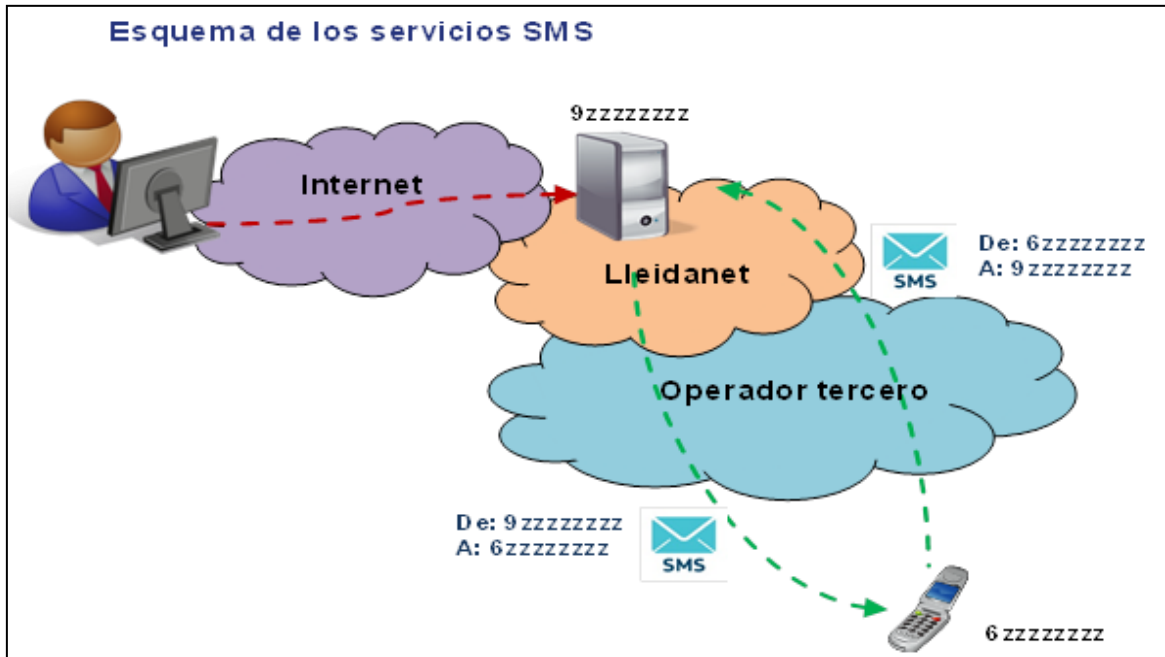 Esquema de los servicios SMS
9zzzzzzzz
Internet
Lleidanet
SMS
De: 6zzzzzzzz
A: 9zzzzzzzz
Operador tercero
De: 9zzzzzzzz
A: 6zzzzzzzz
SMS
6zzzzzzzz